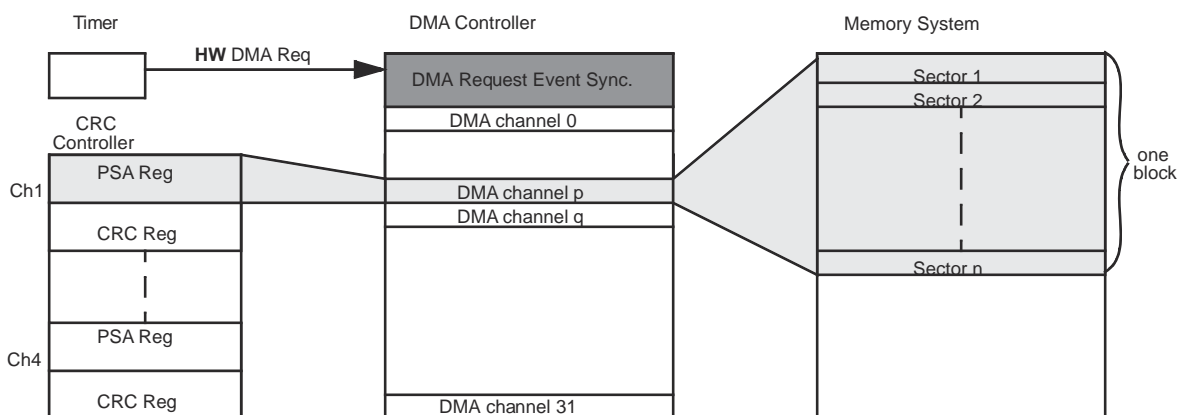 Timer
DMA Controller
Memory System
HW DMA Req
DMA Request Event Sync.
Sector 1
Sector 2
DMA channel 0
CRC
Controller
one
block
Ch1
PSA Reg
DMA channel p
DMA channel q
CRC Reg
Sector n
PSA Reg
Ch4
CRC Reg
DMA channel 31